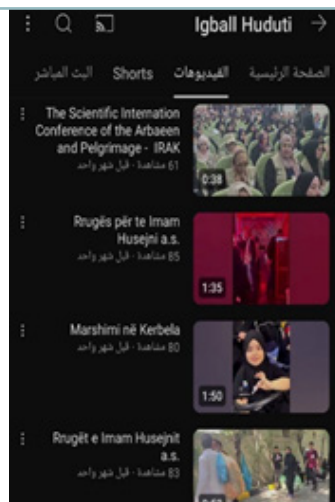 Igball Huduti
الصفحة الرئيسية
الفيديوهات
Shorts
البث المباشر
The Scientific Internation
Conference of the Arbaeen
and Pelgrimage - IRAK
61 مشاهدة · قبل شهر واحد
0:38
Rrugës për te Imam
Husejni a.s.
85 مشاهدة · قبل شهر واحد
1:35
Marshimi në Kerbela
80 مشاهدة · قبل شهر واحد
1:50
Rrugët e Imam Husejnit
a.s.
83 مشاهدة · قبل شهر واحد